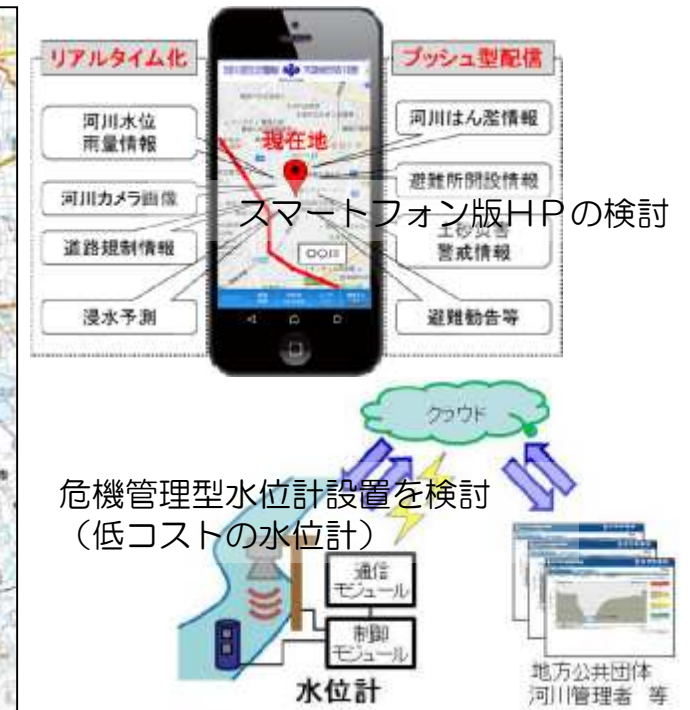 リアルタイム化
プッシュ型配信
河川水位
雨量情報
河川カメラ画像
道路規制情報
浸水予測
現在地
〇〇川
河川はん濫情報
避難所開設情報
土砂災害
警戒情報
避難勧告等
スマートフォン版HPの検討
クラウド
危機管理型水位計設置を検討
（低コストの水位計）
通信
モジュール
制御
モジュール
水位計
地方公共団体
河川管理者 等